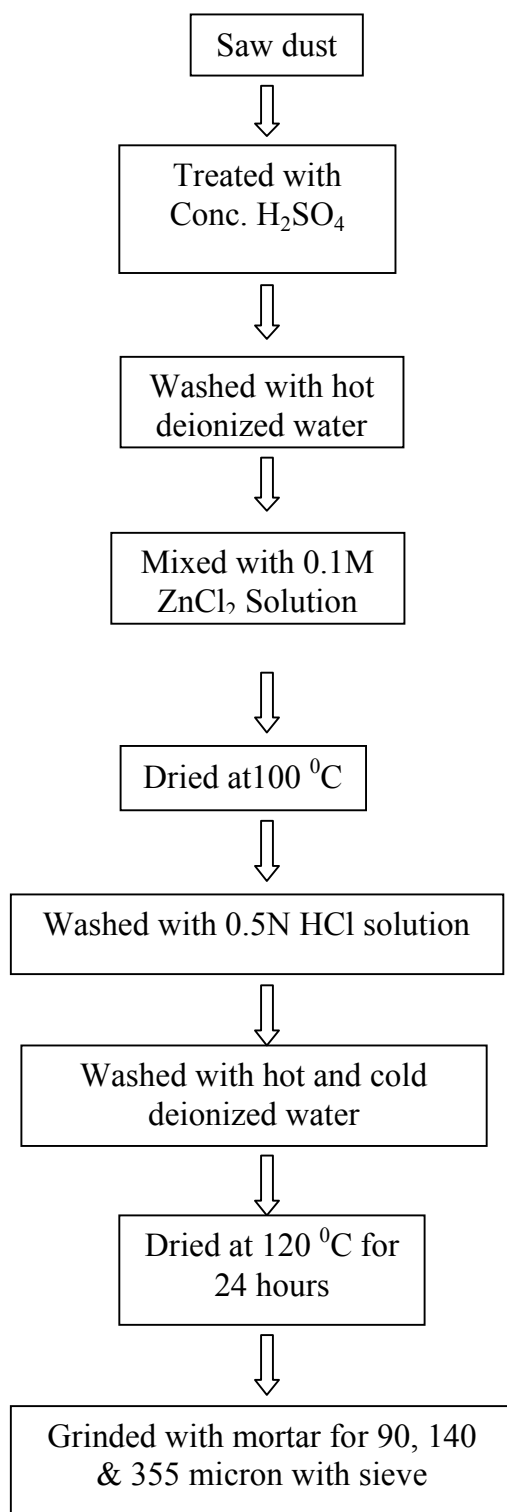 Saw dust
Treated with
Conc. H₂SO₄
Washed with hot
deionized water
Mixed with 0.1M
ZnCl₂ Solution
Dried at100 ⁰C
Washed with 0.5N HCl solution
Washed with hot and cold
deionized water
Dried at 120 ⁰C for
24 hours
Grinded with mortar for 90, 140
& 355 micron with sieve